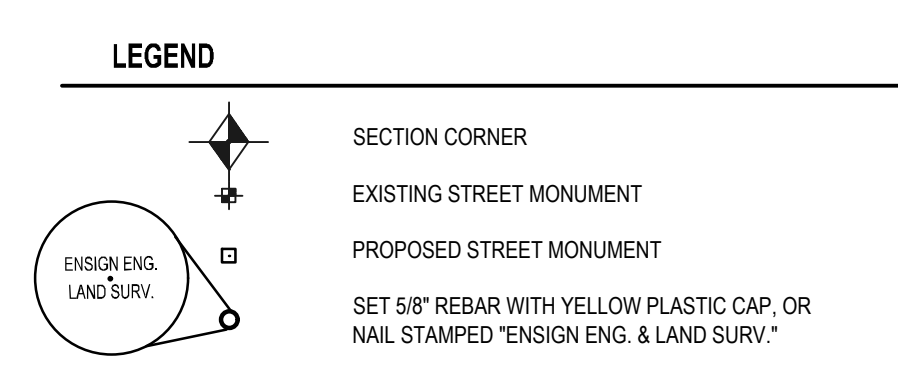 LEGEND
SECTION CORNER
EXISTING STREET MONUMENT
PROPOSED STREET MONUMENT
ENSIGN ENG.
LAND SURV.
SET 5/8" REBAR WITH YELLOW PLASTIC CAP, OR
NAIL STAMPED "ENSIGN ENG. & LAND SURV."